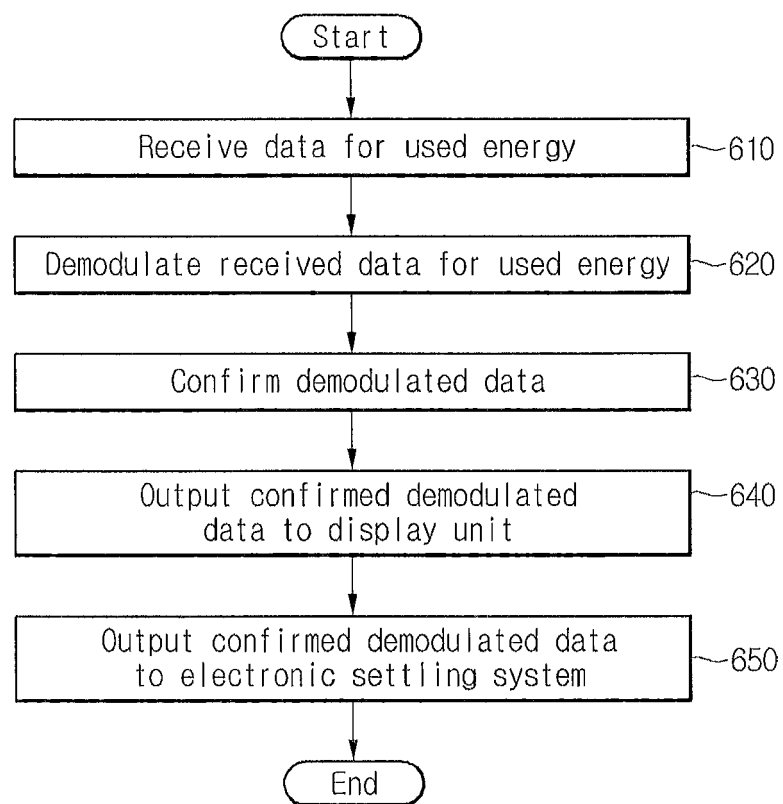 Start
Receive data for used energy
610
Demodulate received data for used energy
620
Confirm demodulated data
630
Output confirmed demodulated
data to display unit
640
Output confirmed demodulated data
to electronic settling system
650
End